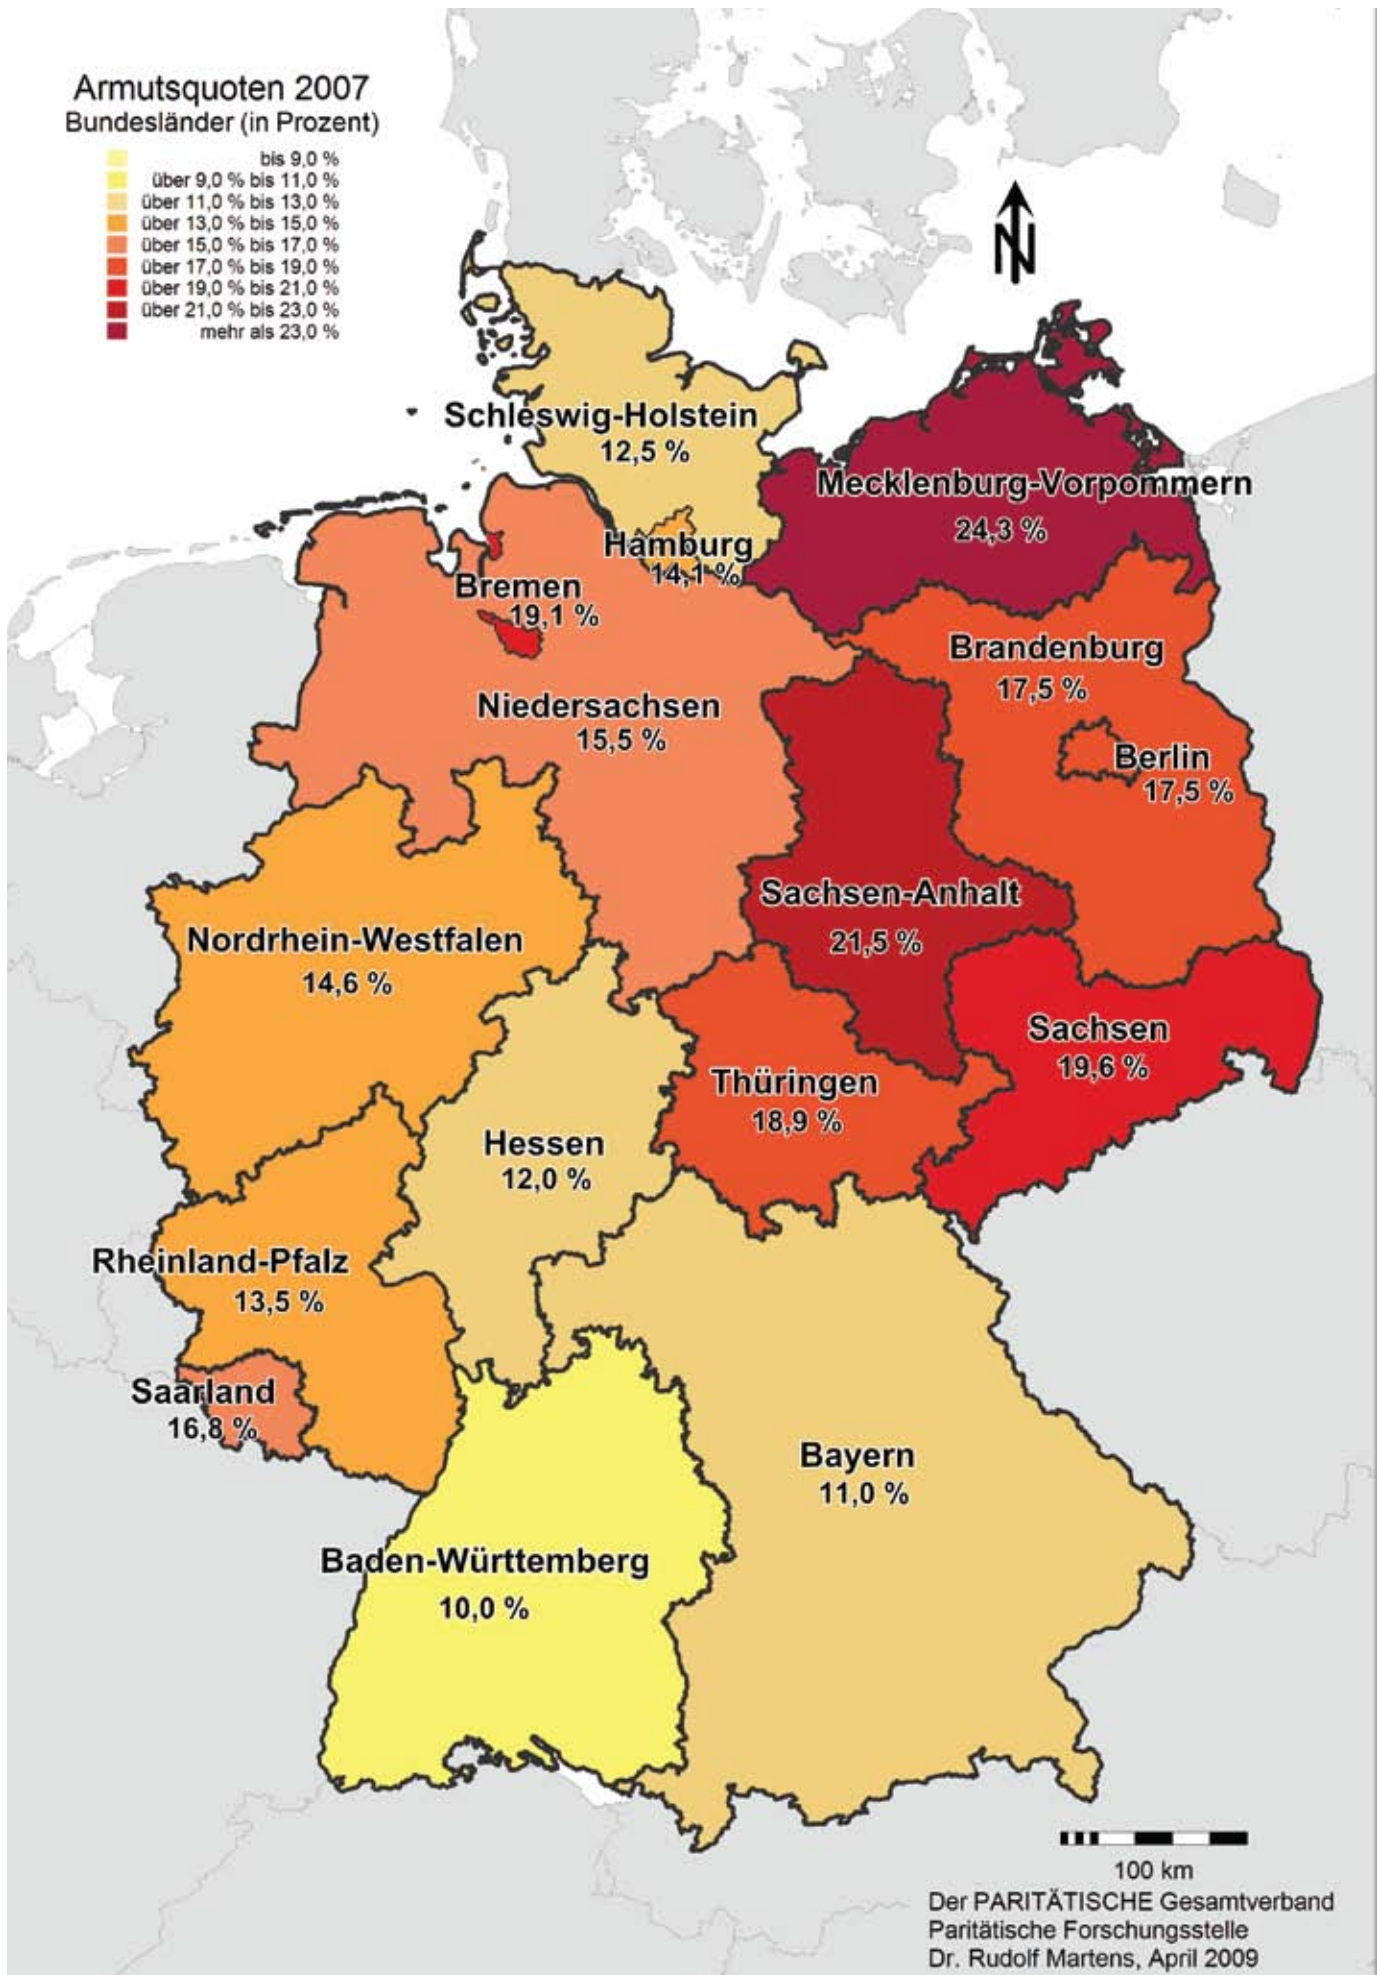 Armutsquoten 2007
Bundesländer (in Prozent)
bis 9,0 %
über 9,0 % bis 11,0 %
über 11,0 % bis 13,0 %
über 13,0 % bis 15,0 %
über 15,0 % bis 17,0 %
über 17,0 % bis 19,0 %
über 19,0 % bis 21,0 %
über 21,0 % bis 23,0 %
mehr als 23,0 %
N
Schleswig-Holstein
12,5 %
Mecklenburg-Vorpommern
24,3 %
Hamburg
14,1 %
Bremen
19,1 %
Brandenburg
17,5 %
Niedersachsen
15,5 %
Berlin
17,5 %
Sachsen-Anhalt
21,5 %
Nordrhein-Westfalen
14,6 %
Sachsen
19,6 %
Thüringen
18,9 %
Hessen
12,0 %
Rheinland-Pfalz
13,5 %
Saarland
16,8 %
Bayern
11,0 %
Baden-Württemberg
10,0 %
100 km
Der PARITÄTISCHE Gesamtverband
Paritätische Forschungsstelle
Dr. Rudolf Martens, April 2009